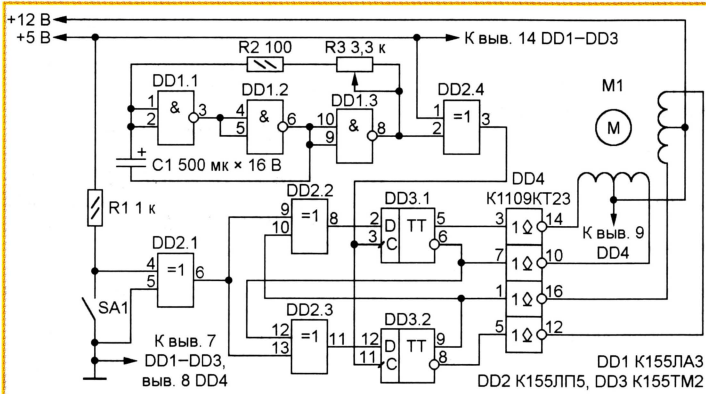 +12 В
+5 В
К выв. 14 DD1–DD3
R2 100
R3 3,3 к
DD1.1
DD1.2
DD1.3
DD2.4
M1
1
2
&
3
4
5
&
6
10
9
&
8
1
2
=1
3
M
+
C1 500 мк × 16 В
R1 1 к
DD2.2
DD3.1
DD4
К1109КТ23
9
10
=1
8
2
3
D
C
TT
5
6
3
1
14
К выв. 9
DD4
DD2.1
4
5
=1
6
7
1
10
1
1
16
SA1
DD2.3
DD3.2
12
13
=1
11
12
11
D
C
TT
9
8
5
1
12
К выв. 7
DD1–DD3,
выв. 8 DD4
DD1 К155ЛА3
DD2 К155ЛП5, DD3 К155ТМ2